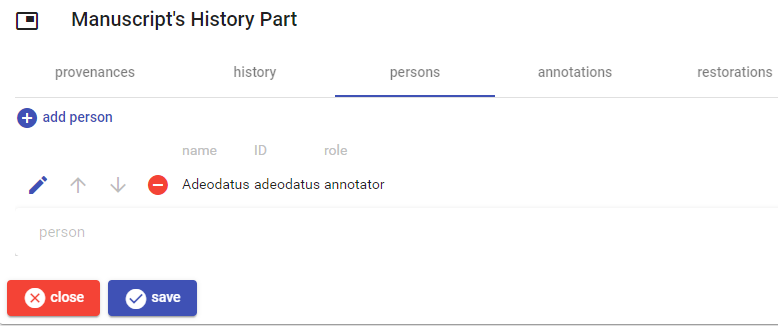 Manuscript's History Part
provenances history persons annotations restorations
add person
name ID role
Adeodatus adeodatus annotator
person
close save